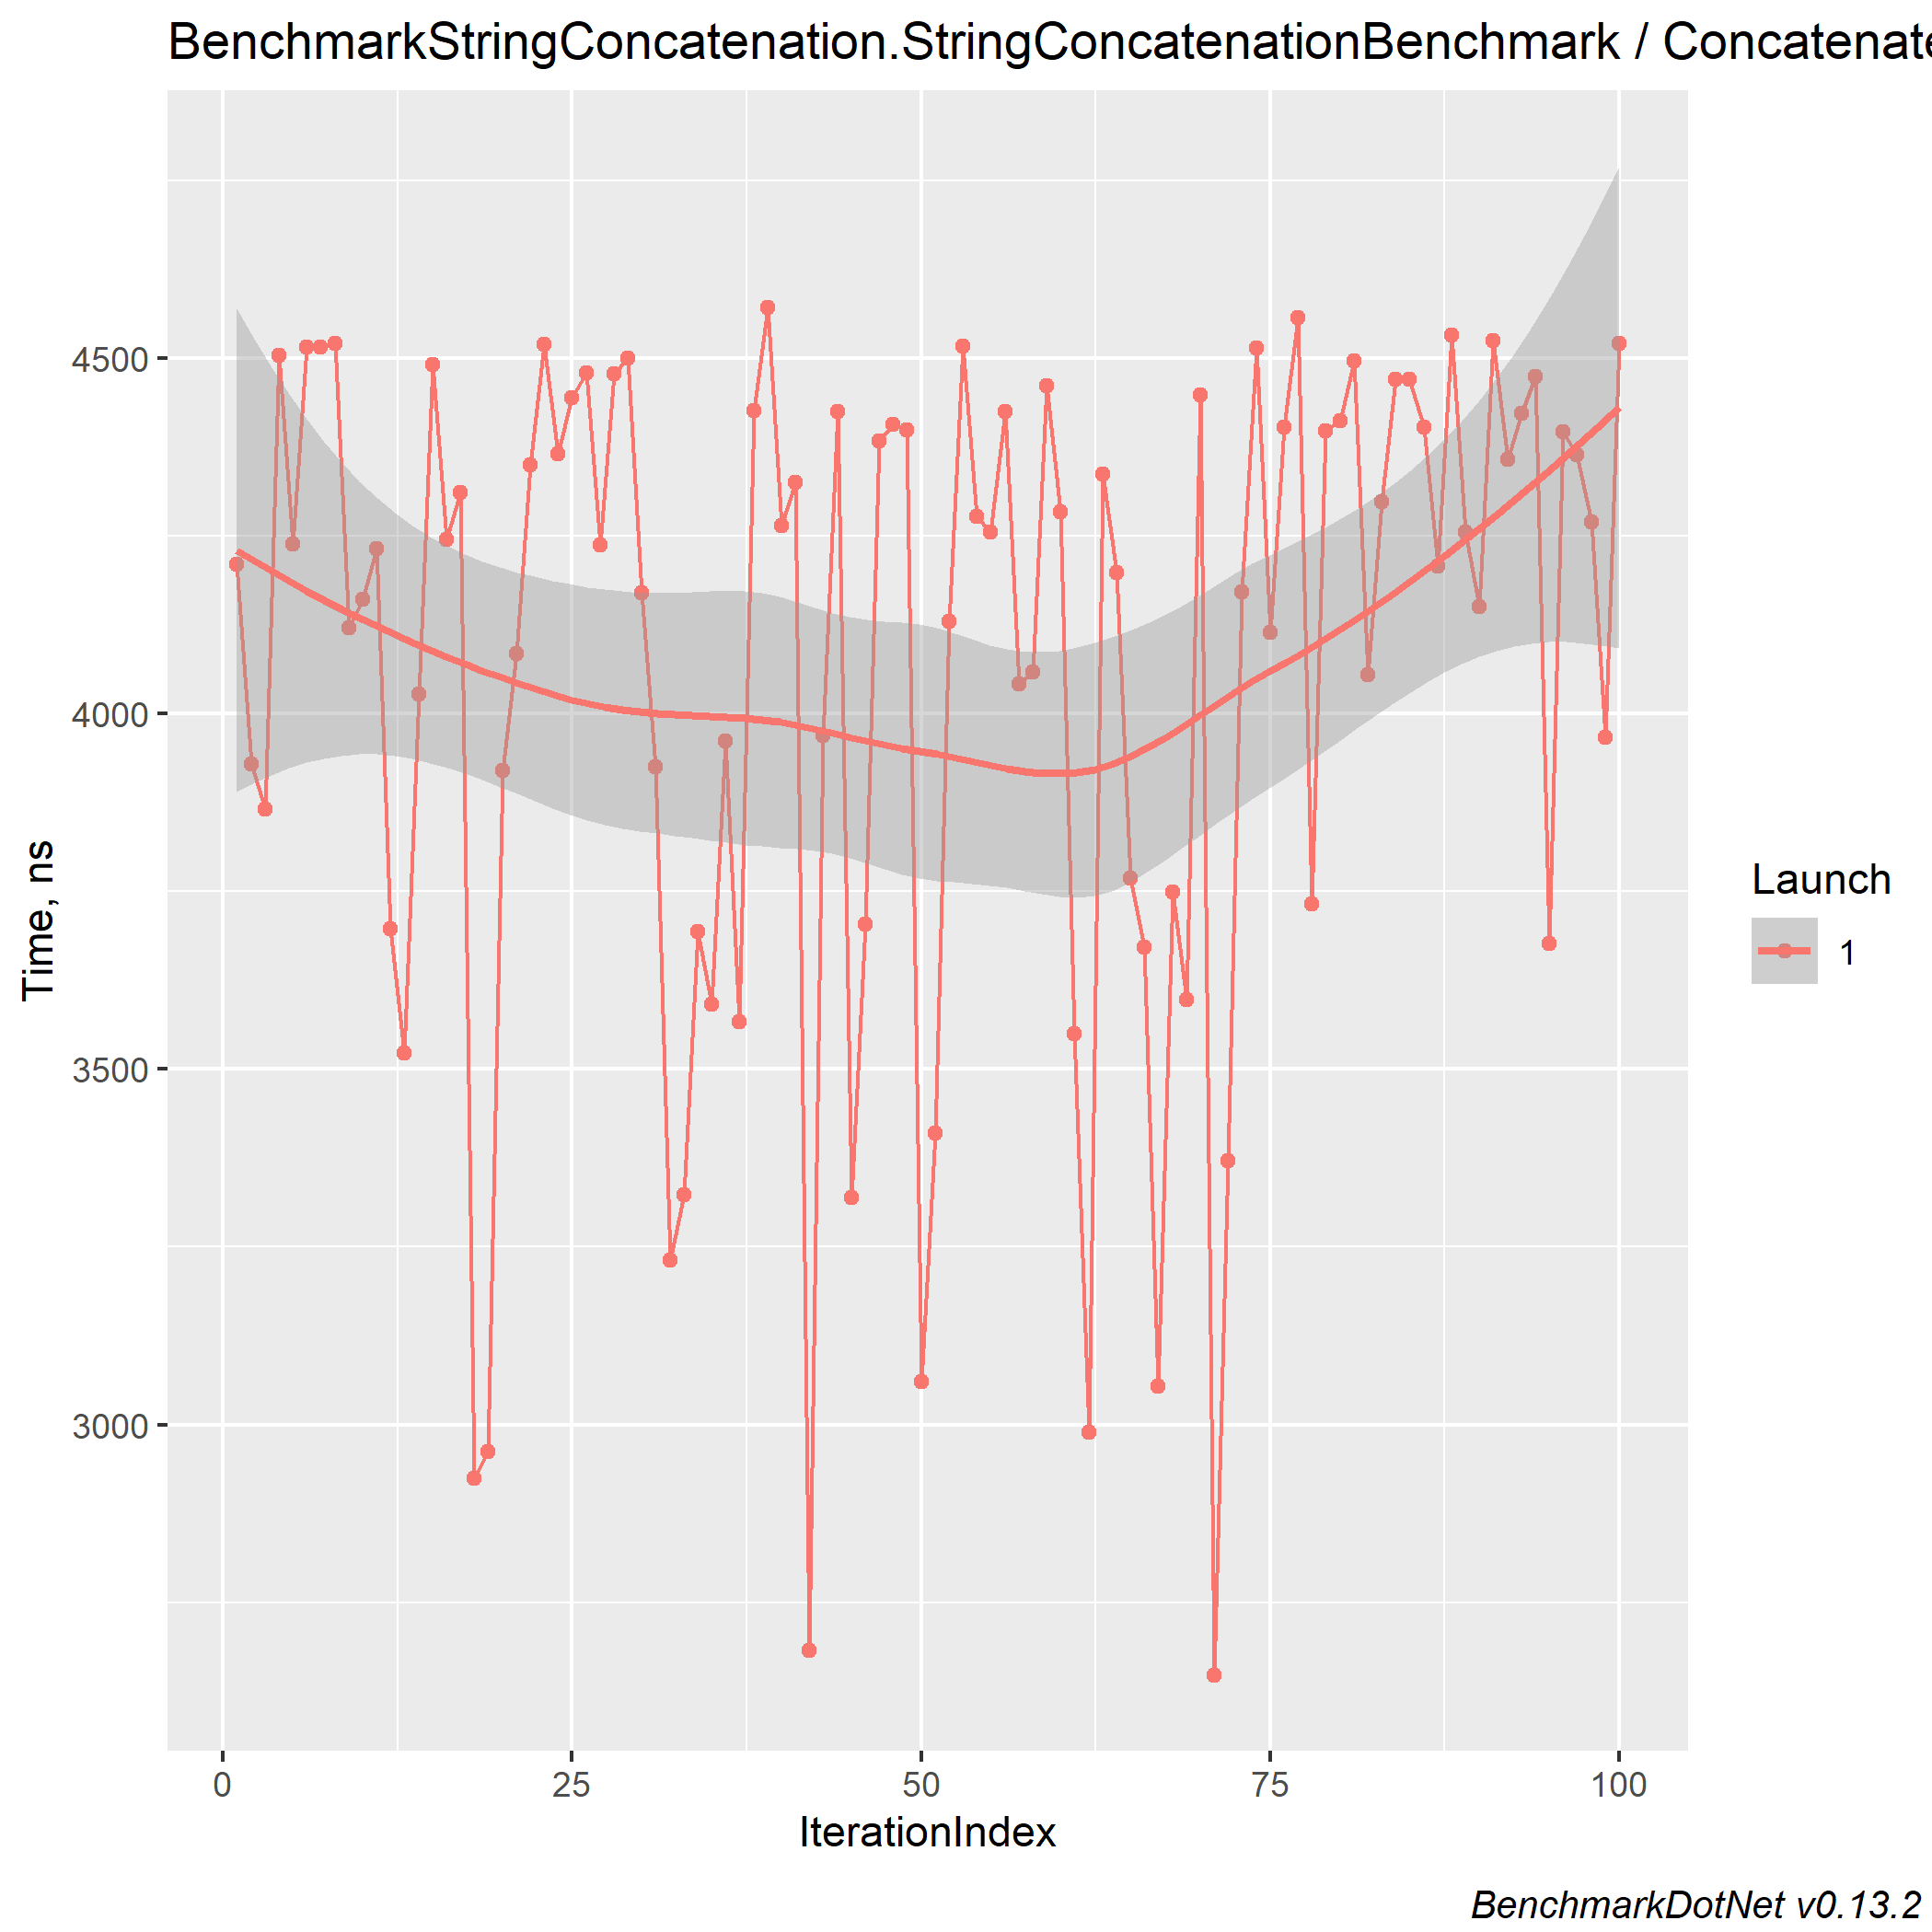 BenchmarkStringConcatenation.StringConcatenationBenchmark / Concatenate
4500
4000
3500
3000
Time, ns
0 25 50 75 100
IterationIndex
Launch
1
BenchmarkDotNet v0.13.2